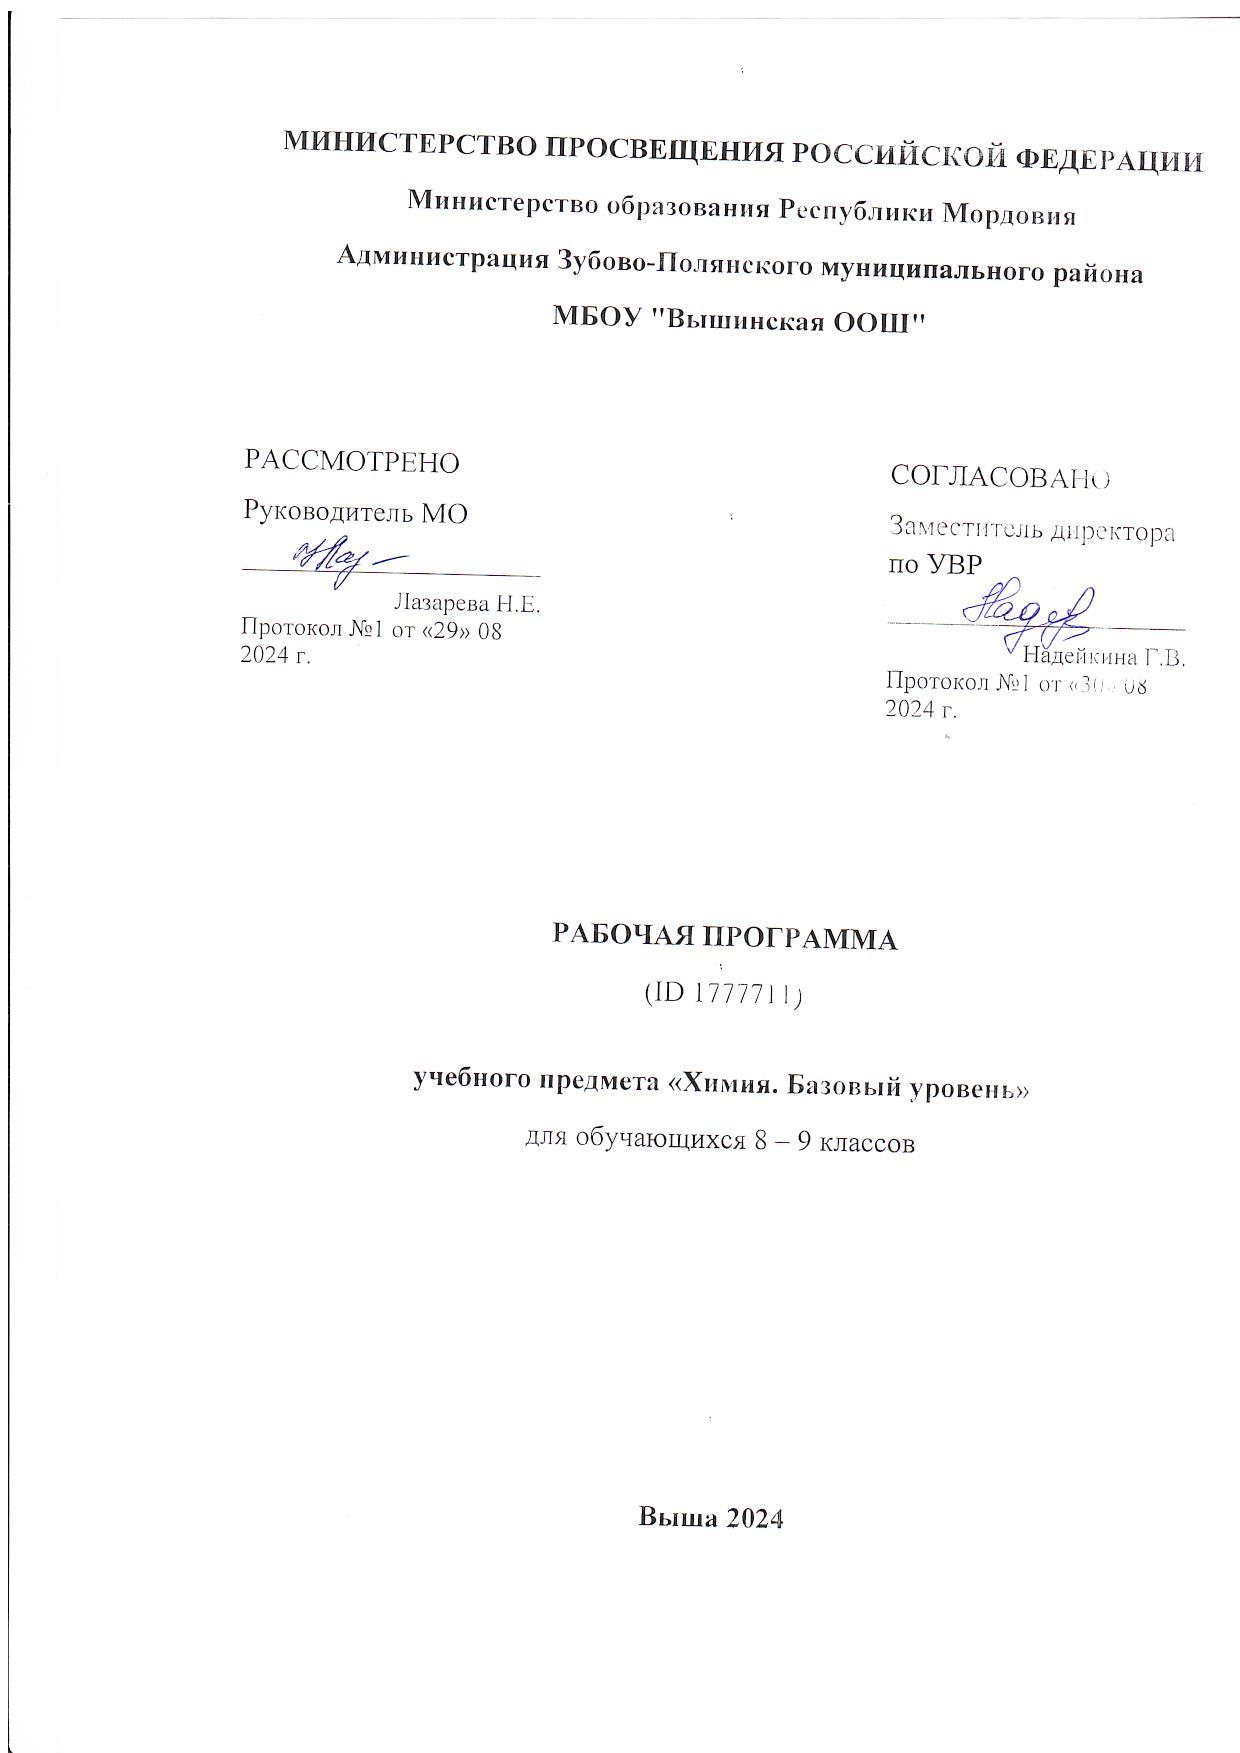 МИНИСТЕРСТВО ПРОСВЕЩЕНИЯ РОССИЙСКОЙ ФЕДЕРАЦИИ
Министерство образования Республики Мордовия
Администрация Зубово-Полянского муниципального района
МБОУ "Вышинская ООШ"
РАССМОТРЕНО
Руководитель МО
Лазарева Н.Е.
Протокол №1 от «29» 08
2024 г.
СОГЛАСОВАНО
Заместитель директора
по УВР
Надейкина Г.В.
Протокол №1 от «30» 08
2024 г.
РАБОЧАЯ ПРОГРАММА
(ID 1777711)
учебного предмета «Химия. Базовый уровень»
для обучающихся 8 – 9 классов
Выша 2024